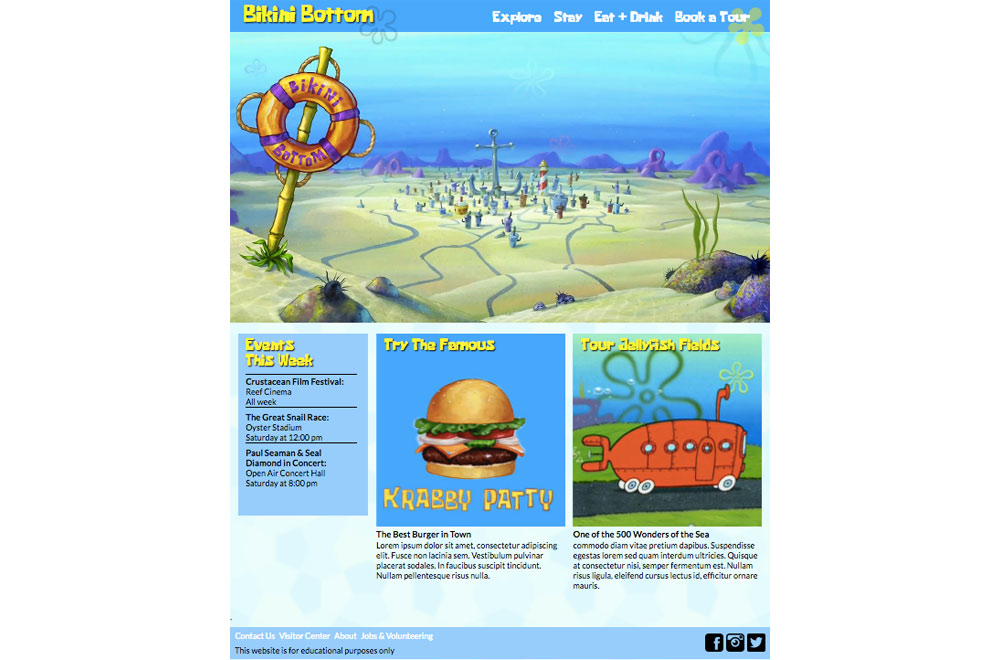 Bikini Bottom
Explore Stay Eat + Drink Book a Tour
BIKINI
BOTTOM
Events
This Week
Crustacean Film Festival:
Reef Cinema
All week
The Great Snail Race:
Oyster Stadium
Saturday at 12:00 pm
Paul Seaman & Seal
Diamond in Concert:
Open Air Concert Hall
Saturday at 8:00 pm
Try The Famous
KRABBY PATTY
The Best Burger in Town
Lorem ipsum dolor sit amet, consectetur adipiscing
elit. Fusce non lacinia sem. Vestibulum pulvinar
placerat sodales. In faucibus suscipit tincidunt.
Nullam pellentesque risus nulla.
Tour Jellyfish Fields
One of the 500 Wonders of the Sea
commodo diam vitae pretium dapibus. Suspendisse
egestas lorem sed quam interdum ultricies. Quisque
at consectetur nisi, semper fermentum est. Nullam
risus ligula, eleifend cursus lectus id, efficitur ornare
mauris.
.
Contact Us Visitor Center About Jobs & Volunteering
This website is for educational purposes only